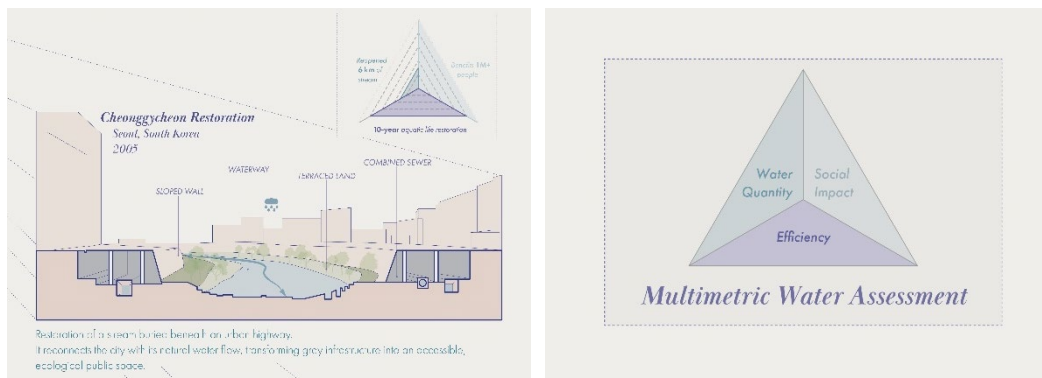 Reopened
6 km of
stream
people
10-year aquatic life restoration
Cheonggycheon Restoration
Seoul, South Korea
2005
WATERWAY
COMBINED SEWER
TERRACED LAND
SLOPED WALL
Restoration of a stream buried beneath an urban highway.
It reconnects the city with its natural water flow, transforming gray infrastructure into an accessible,
ecological public space.
Water
Quantity
Social
Impact
Efficiency
Multimetric Water Assessment